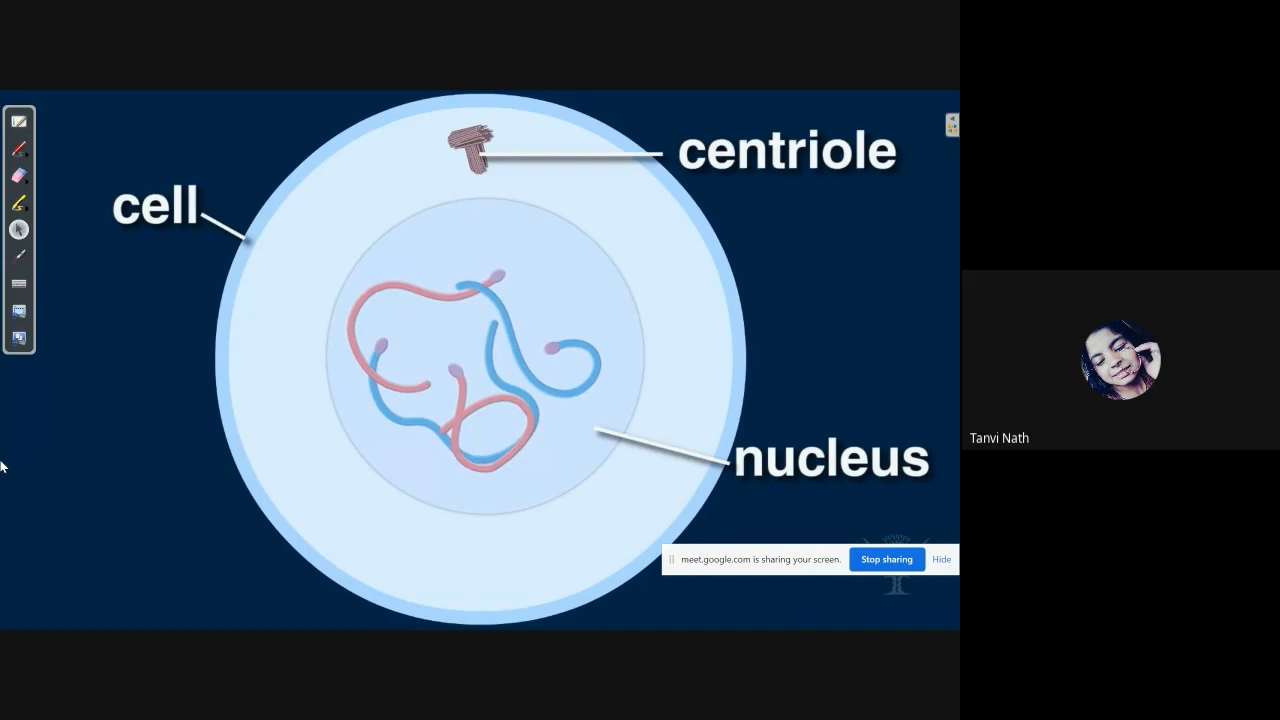 centriole
cell
nucleus
Tanvi Nath
meet.google.com is sharing your screen.
Stop sharing
Hide